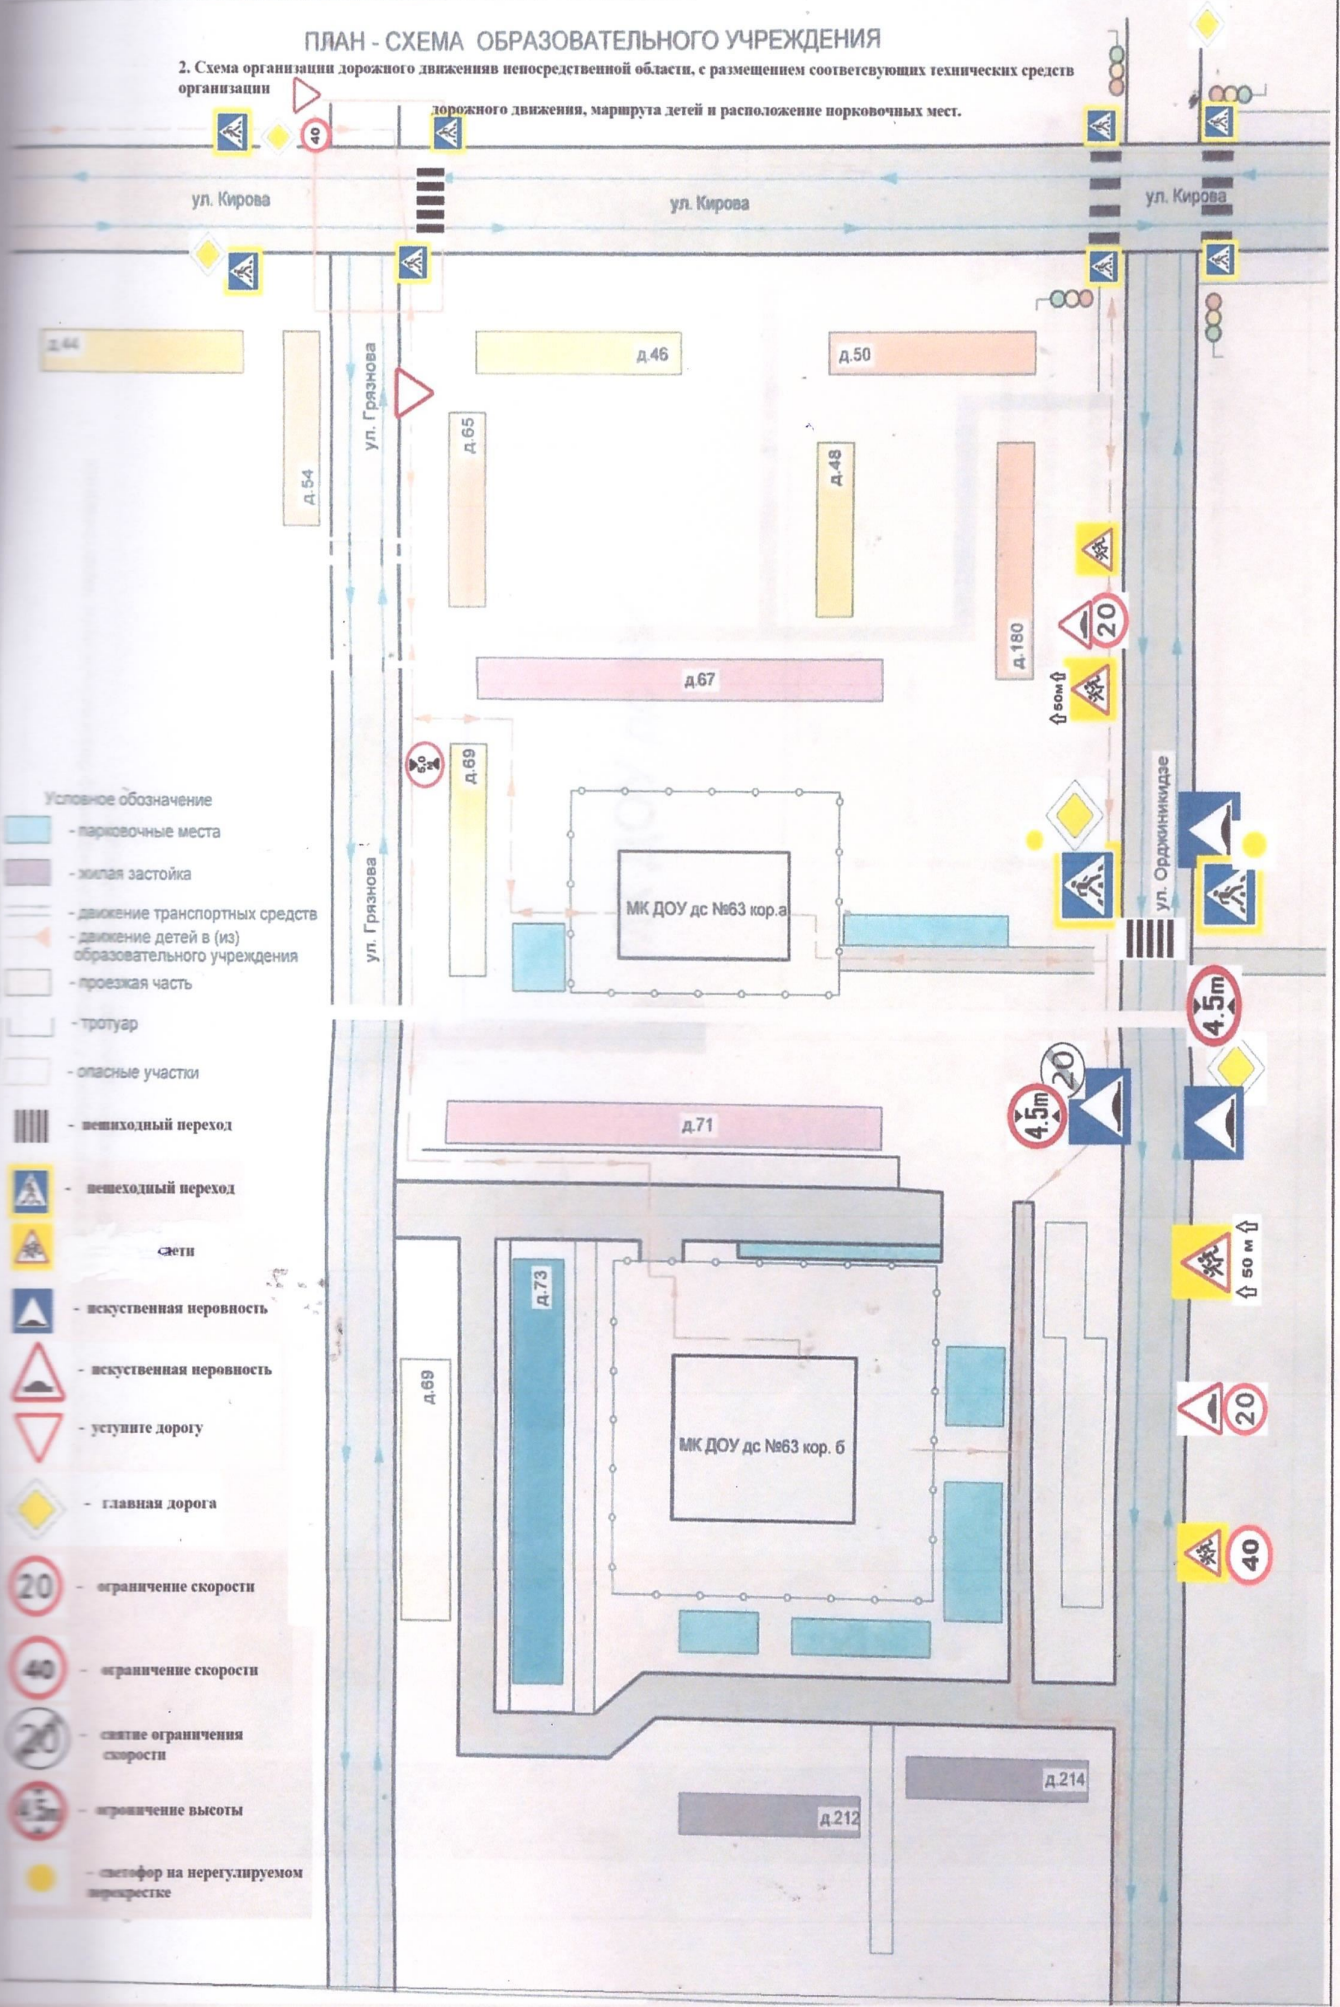 ПЛАН - СХЕМА ОБРАЗОВАТЕЛЬНОГО УЧРЕЖДЕНИЯ
2. Схема организации дорожного движенияв непосредственной области, с размещением соответсвующих технических средств
организации
дорожного движения, маршрута детей и расположение порковочных мест.
40
ул. Кирова
ул. Кирова
ул. Кирова
д.44
д.46
д.50
ул. Грязнова
д.54
д.65
д.48
д.180
20
д.67
50м
5,0
м
д.69
ул. Орджиникидзе
Условное обозначение
- парковочные места
- жилая застойка
- движение транспортных средств
- движение детей в (из)
образовательного учреждения
- проезжая часть
- тротуар
- опасные участки
- пешиходный переход
- пешеходный переход
- искуственная неровность
- искуственная неровность
- уступите дорогу
- главная дорога
20 - ограничение скорости
40 - ограничение скорости
20 - снятие ограничения
скорости
4.5m - ограничение высоты
- светофор на нерегулируемом
перекрестке
ул. Грязнова
МК ДОУ дс №63 кор.а
4.5m
20
4.5m
д.71
50 м
д.73
д.69
20
МК ДОУ дс №63 кор. б
40
д.214
д.212